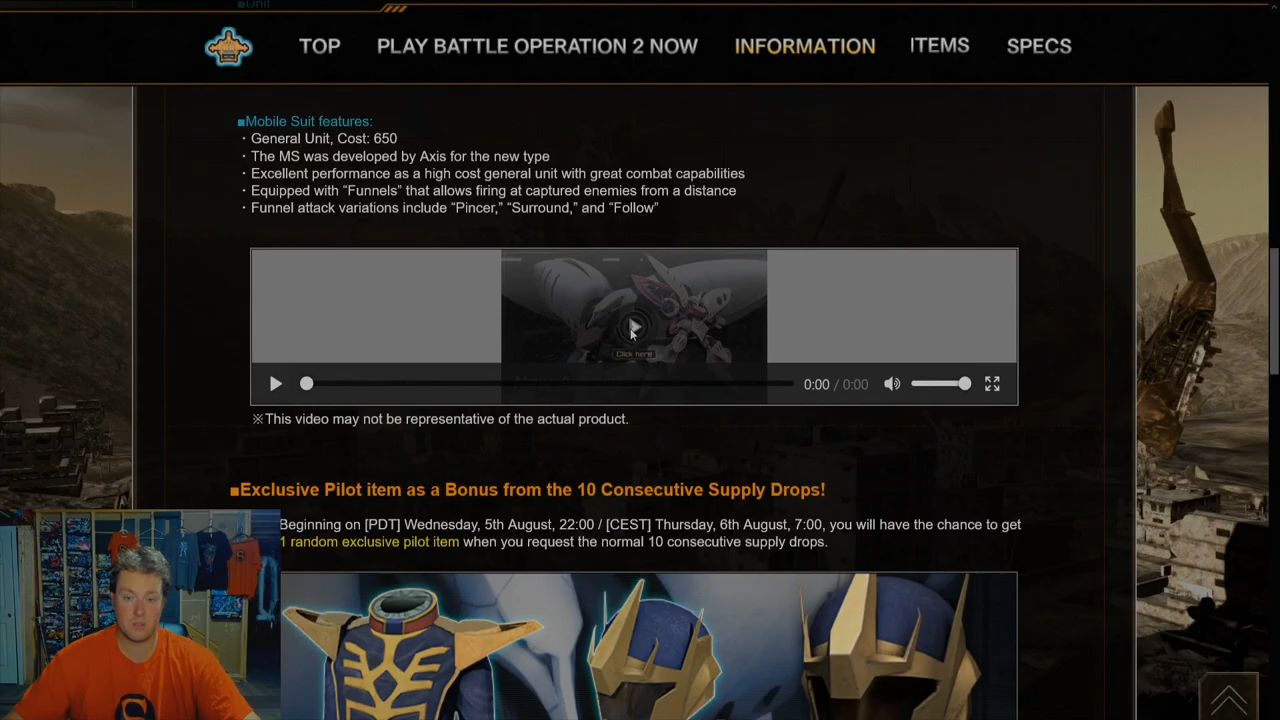 ■Unit
TOP PLAY BATTLE OPERATION 2 NOW INFORMATION ITEMS SPECS
■Mobile Suit features:
・General Unit, Cost: 650
・The MS was developed by Axis for the new type
・Excellent performance as a high cost general unit with great combat capabilities
・Equipped with “Funnels” that allows firing at captured enemies from a distance
・Funnel attack variations include “Pincer,” “Surround,” and “Follow”
Click here
0:00 / 0:00
※This video may not be representative of the actual product.
■Exclusive Pilot item as a Bonus from the 10 Consecutive Supply Drops!
Beginning on [PDT] Wednesday, 5th August, 22:00 / [CEST] Thursday, 6th August, 7:00, you will have the chance to get
1 random exclusive pilot item when you request the normal 10 consecutive supply drops.